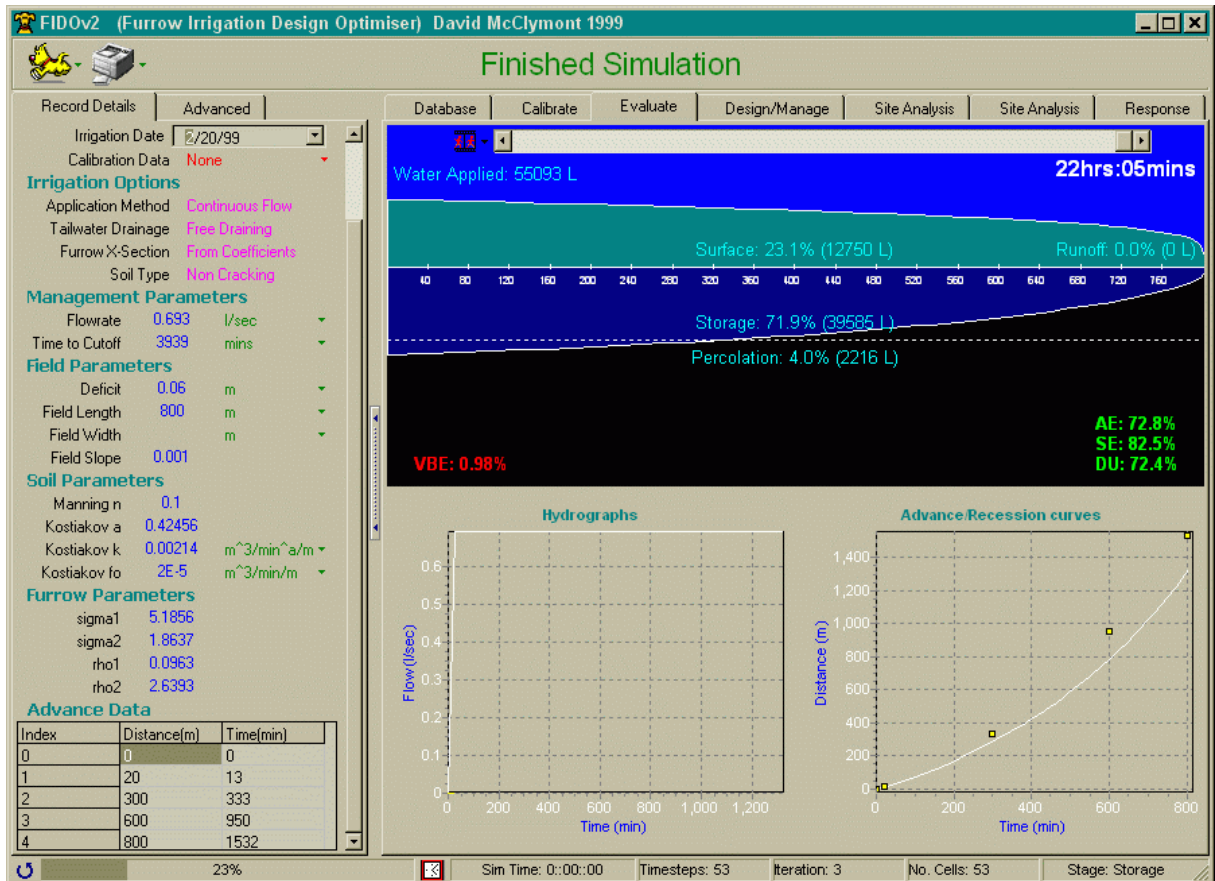 FIDOv2 (Furrow Irrigation Design Optimiser) David McClymont 1999
Finished Simulation
Record Details Advanced
Irrigation Date 2/20/99
Calibration Data None
Irrigation Options
Application Method Continuous Flow
Tailwater Drainage Free Draining
Furrow X-Section From Coefficients
Soil Type Non Cracking
Management Parameters
Flowrate 0.693 l/sec
Time to Cutoff 3939 mins
Field Parameters
Deficit 0.06 m
Field Length 800 m
Field Width m
Field Slope 0.001
Soil Parameters
Manning n 0.1
Kostiakov a 0.42456
Kostiakov k 0.00214 m^3/min^a/m
Kostiakov fo 2E-5 m^3/min/m
Furrow Parameters
sigma1 5.1856
sigma2 1.8637
rho1 0.0963
rho2 2.6393
Advance Data
Index Distance(m) Time(min)
0 0 0
1 20 13
2 300 333
3 600 950
4 800 1532
Database Calibrate Evaluate Design/Manage Site Analysis Site Analysis Response
Water Applied: 55093 L 22hrs:05mins
Surface: 23.1% (12750 L) Runoff: 0.0% (0 L)
40 80 120 160 200 240 280 320 360 400 440 480 520 560 600 640 680 720 760
Storage: 71.9% (39585 L)
Percolation: 4.0% (2216 L)
AE: 72.8%
SE: 82.5%
VBE: 0.98% DU: 72.4%
Hydrographs
Flow (l/sec)
0.6
0.5
0.4
0.3
0.2
0.1
0
0 200 400 600 800 1,000 1,200
Time (min)
Advance/Recession curves
Distance (m)
1,400
1,200
1,000
800
600
400
200
0
0 200 400 600 800
Time (min)
23% Sim Time: 0::00::00 Timesteps: 53 Iteration: 3 No. Cells: 53 Stage: Storage